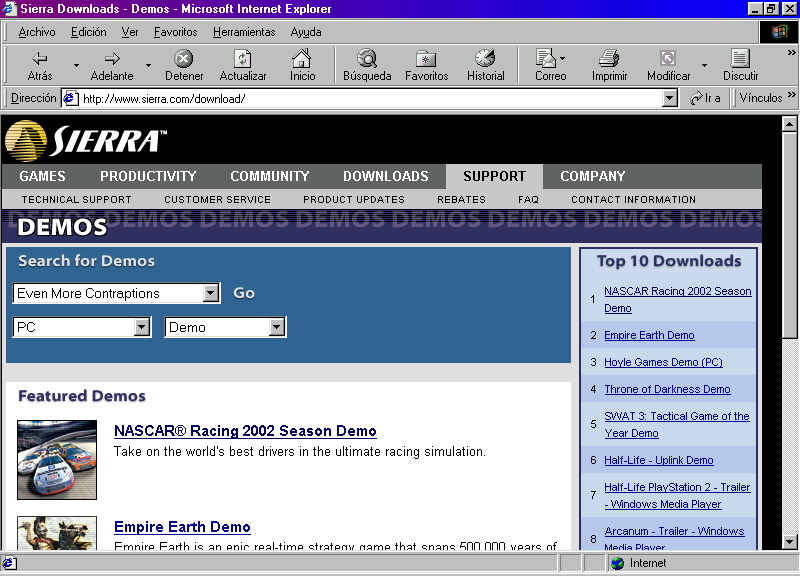 Sierra Downloads - Demos - Microsoft Internet Explorer
Archivo Edición Ver Favoritos Herramientas Ayuda
Atrás Adelante Detener Actualizar Inicio Búsqueda Favoritos Historial Correo Imprimir Modificar Discutir
Dirección http://www.sierra.com/download/ Ir a Vínculos
SIERRA™
GAMES PRODUCTIVITY COMMUNITY DOWNLOADS SUPPORT COMPANY
TECHNICAL SUPPORT CUSTOMER SERVICE PRODUCT UPDATES REBATES FAQ CONTACT INFORMATION
DEMOS DEMOS DEMOS DEMOS DEMOS DEMOS DEMOS
DEMOS
Search for Demos
Even More Contraptions Go
PC Demo
Featured Demos
NASCAR® Racing 2002 Season Demo
Take on the world's best drivers in the ultimate racing simulation.
Empire Earth Demo
Empire Earth is an epic real-time strategy game that spans 500,000 years of
Top 10 Downloads
1 NASCAR Racing 2002 Season
Demo
2 Empire Earth Demo
3 Hoyle Games Demo (PC)
4 Throne of Darkness Demo
5 SWAT 3: Tactical Game of the
Year Demo
6 Half-Life - Uplink Demo
7 Half-Life PlayStation 2 - Trailer
- Windows Media Player
8 Arcanum - Trailer - Windows
Media Player
Internet